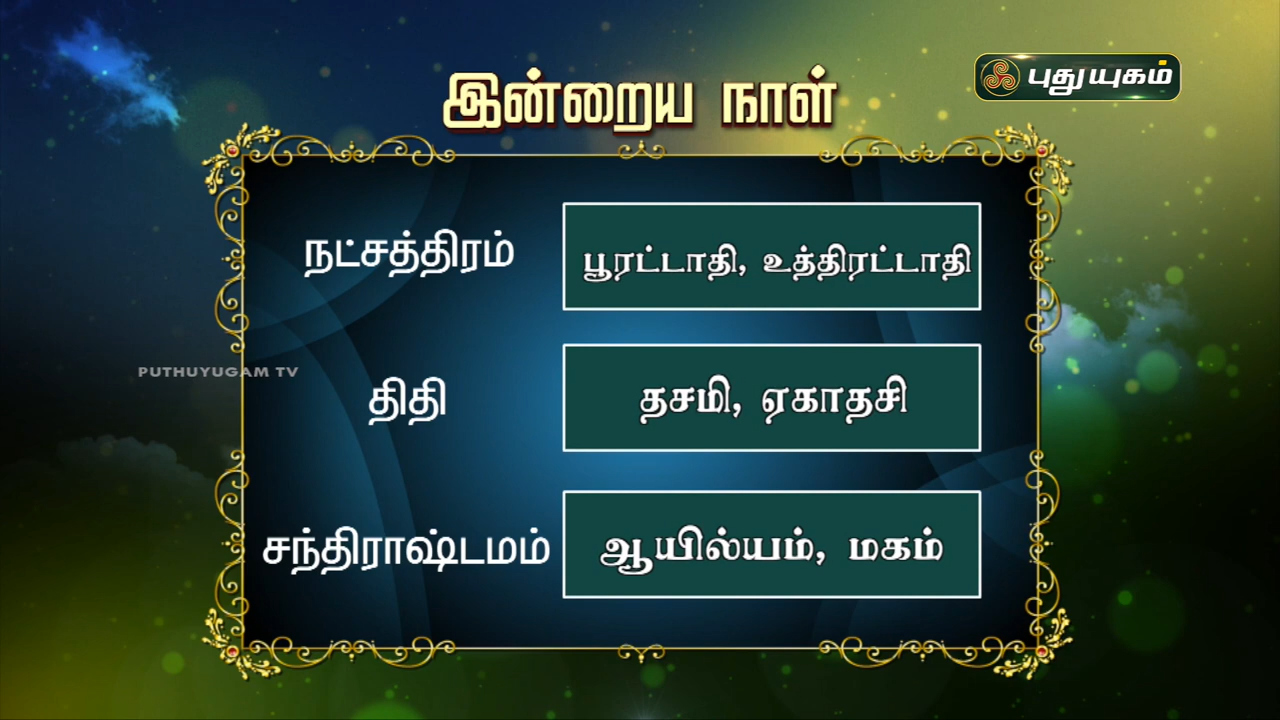 இன்றைய நாள்
புதுயுகம்
நட்சத்திரம்
பூரட்டாதி, உத்திரட்டாதி
PUTHUYUGAM TV
திதி
தசமி, ஏகாதசி
சந்திராஷ்டமம்
ஆயில்யம், மகம்